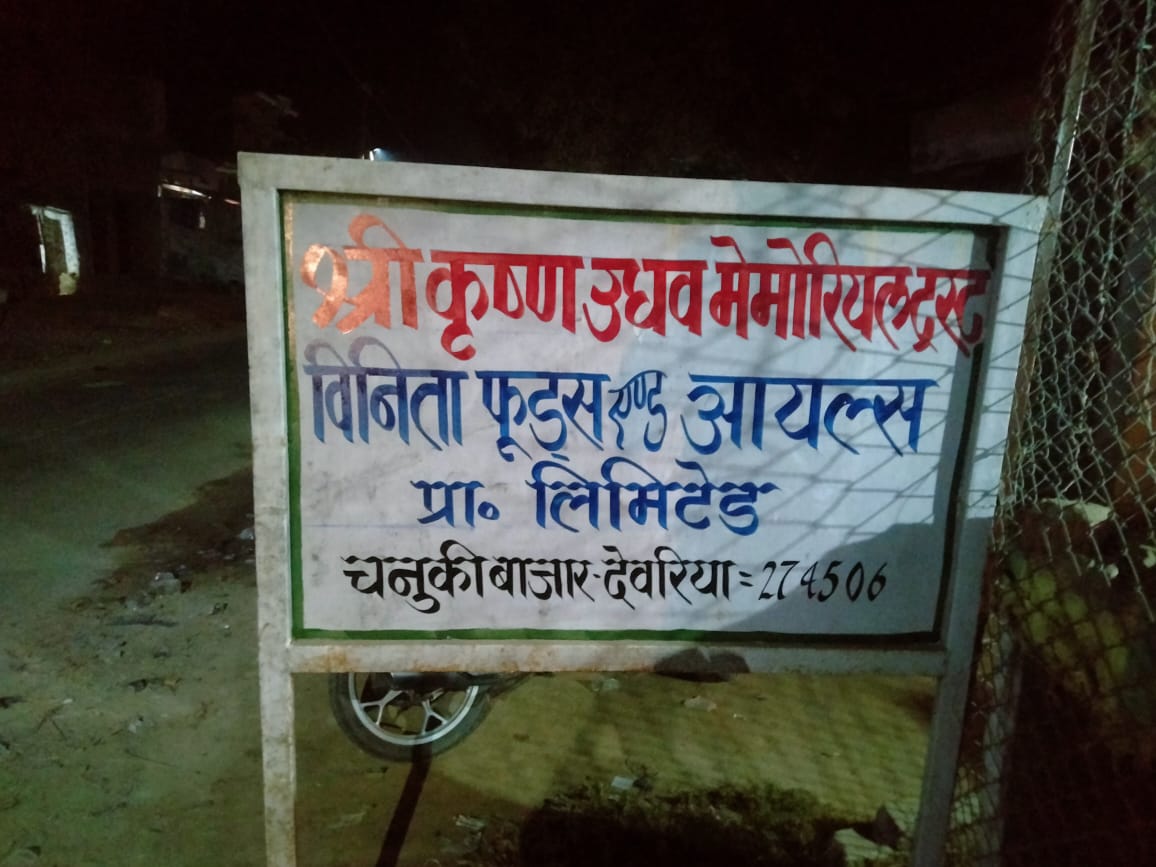 श्री कृष्ण उधव मेमोरियल ट्रस्ट
विनिता फूड्स एण्ड आयल्स
प्रा० लिमिटेड
चनुकी बाजार-देवरिया=274506